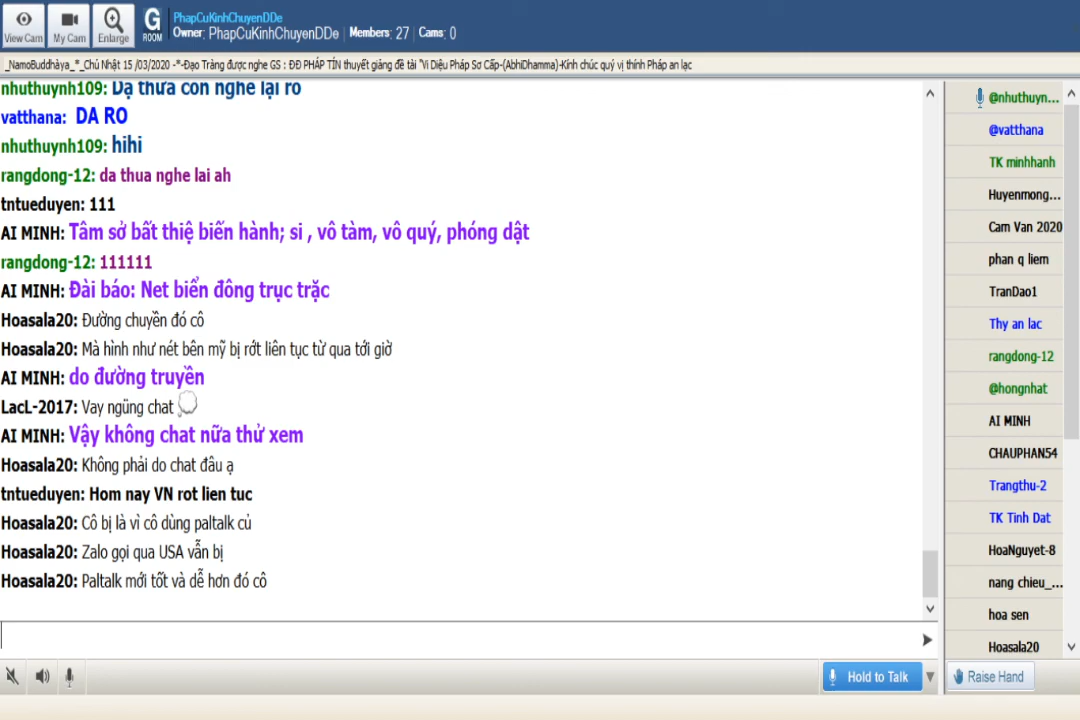 View Cam
My Cam
Enlarge
G
ROOM
PhapCuKinhChuyenDDe
Owner: PhapCuKinhChuyenDDe Members: 27 Cams: 0
_NamoBuddhàya_*_Chủ Nhật 15 /03/2020 -*-Đạo Tràng được nghe GS : ĐĐ PHÁP TÍN thuyết giảng đề tài "Vi Diệu Pháp Sơ Cấp-(AbhiDhamma)-Kính chúc quý vị thính Pháp an lạc
nhuthuynh109: Dạ thưa con nghe lại rõ
vatthana: DA RO
nhuthuynh109: hihi
rangdong-12: da thua nghe lai ah
tntueduyen: 111
AI MINH: Tâm sở bất thiệ biến hành; si , vô tàm, vô quý, phóng dật
rangdong-12: 111111
AI MINH: Đài báo: Net biển đông trục trặc
Hoasala20: Đường chuyền đó cô
Hoasala20: Mà hình như nét bên mỹ bị rớt liên tục từ qua tới giờ
AI MINH: do đường truyền
LacL-2017: Vay ngũng chat
AI MINH: Vậy không chat nữa thử xem
Hoasala20: Không phải do chat đâu ạ
tntueduyen: Hom nay VN rot lien tuc
Hoasala20: Cô bị là vì cô dùng paltalk củ
Hoasala20: Zalo gọi qua USA vẫn bị
Hoasala20: Paltalk mới tốt và dễ hơn đó cô
@nhuthuyn...
@vatthana
TK minhhanh
Huyenmong...
Cam Van 2020
phan q liem
TranDao1
Thy an lac
rangdong-12
@hongnhat
AI MINH
CHAUPHAN54
Trangthu-2
TK Tinh Dat
HoaNguyet-8
nang chieu_...
hoa sen
Hoasala20
Hold to Talk
Raise Hand